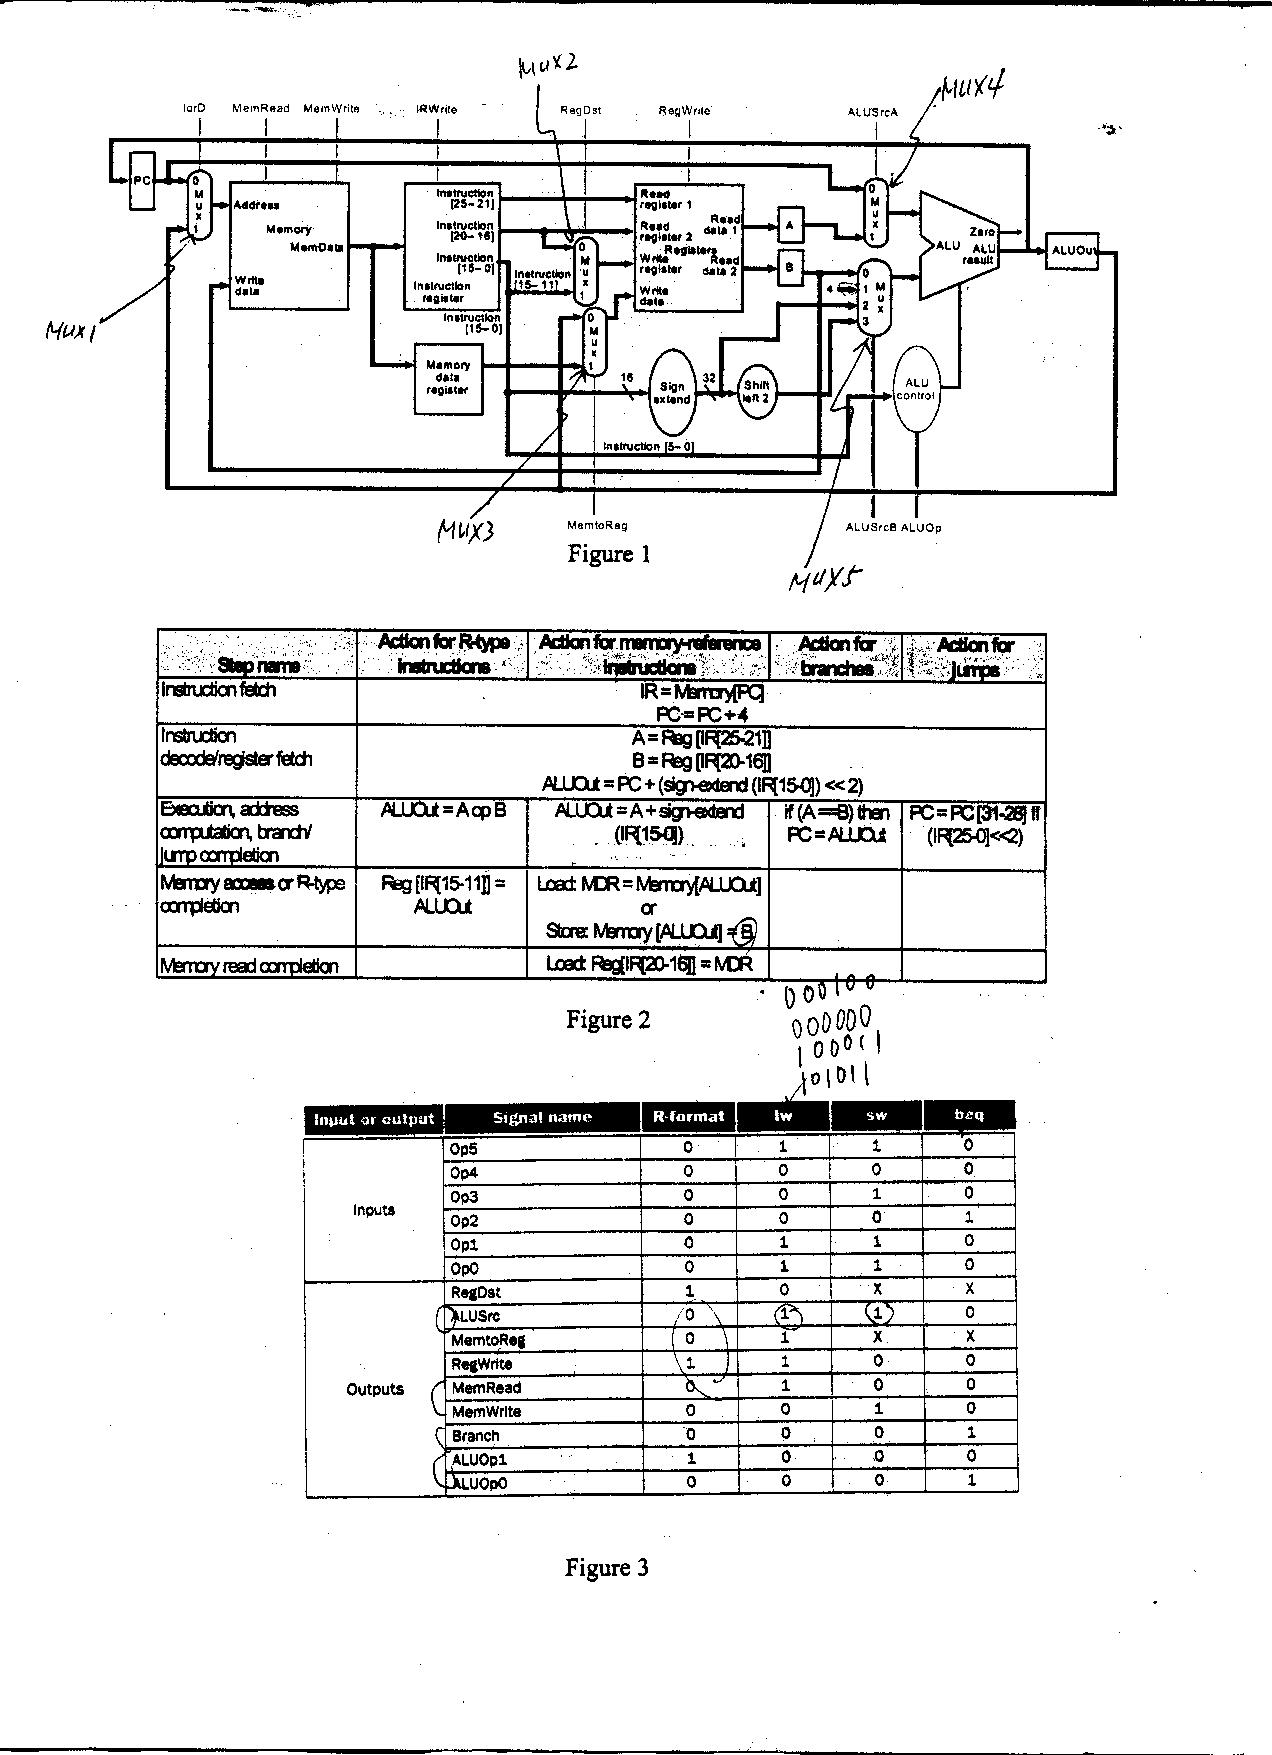 MUX2
MUX4
IorD MemRead MemWrite IRWrite RegDst RegWrite ALUSrcA
PC
0
M
u
x
1
Address
Memory
MemData
Write
data
Instruction
[25–21]
Instruction
[20–16]
Instruction
[15–0]
Instruction
register
Instruction
[15–0]
Instruction
[15–11]
Memory
data
register
0
M
u
x
1
0
M
u
x
1
Read
register 1
Read
register 2
Registers
Write
register
Write
data
Read
data 1
Read
data 2
A
B
0
M
u
x
1
4
0
1
2
3
M
u
x
Zero
ALU
ALU
result
ALUOut
16
Sign
extend
32
Shift
left 2
ALU
control
Instruction [5–0]
MUX1
MUX3
MemtoReg
ALUSrcB ALUOp
MUX5
Figure 1
Step name | Action for R-type instructions | Action for memory-reference instructions | Action for branches | Action for jumps
Instruction fetch
IR = Memory[PC]
PC = PC + 4
Instruction
decode/register fetch
A = Reg [IR[25-21]]
B = Reg [IR[20-16]]
ALUOut = PC + (sign-extend (IR[15-0]) << 2)
Execution, address
computation, branch/
jump completion
ALUOut = A op B
ALUOut = A + sign-extend
(IR[15-0])
if (A ==B) then
PC = ALUOut
PC = PC [31-28] II
(IR[25-0]<<2)
Memory access or R-type
completion
Reg [IR[15-11]] =
ALUOut
Load: MDR = Memory[ALUOut]
or
Store: Memory [ALUOut] = B
Memory read completion
Load: Reg[IR[20-16]] = MDR
Figure 2
000100
000000
100011
101011
Input or output Signal name R-format lw sw beq
Inputs
Op5 0 1 1 0
Op4 0 0 0 0
Op3 0 0 1 0
Op2 0 0 0 1
Op1 0 1 1 0
Op0 0 1 1 0
Outputs
RegDst 1 0 X X
ALUSrc 0 1 1 0
MemtoReg 0 1 X X
RegWrite 1 1 0 0
MemRead 0 1 0 0
MemWrite 0 0 1 0
Branch 0 0 0 1
ALUOp1 1 0 0 0
ALUOp0 0 0 0 1
Figure 3